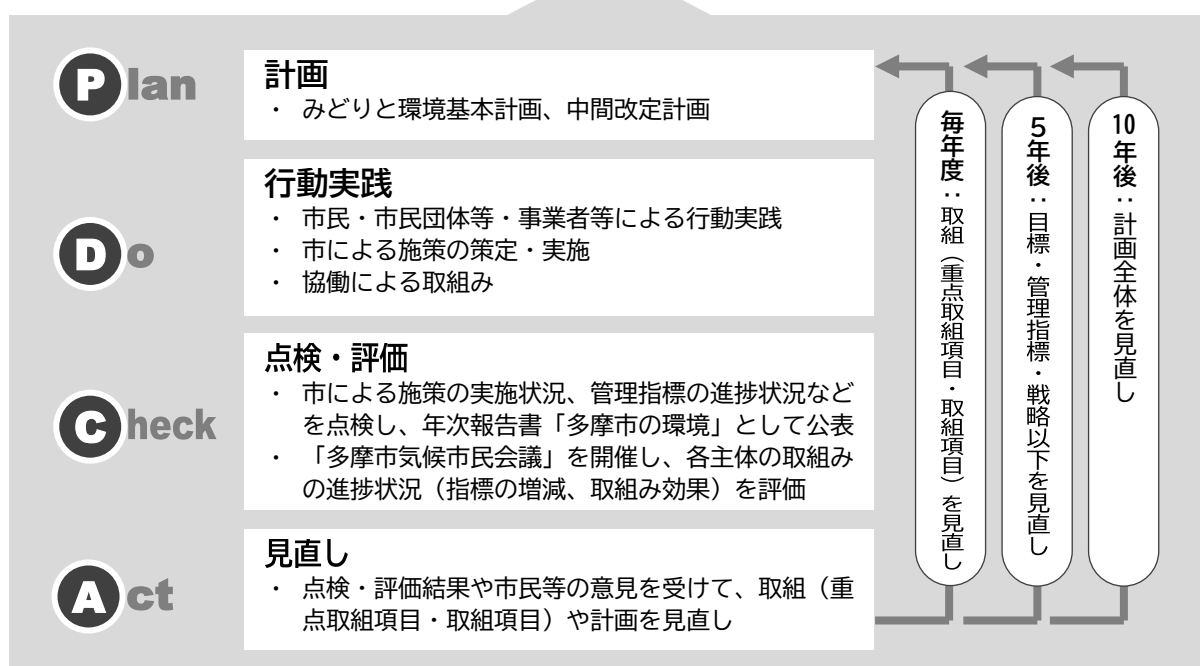 Plan
計画
・ みどりと環境基本計画、中間改定計画
Do
行動実践
・ 市民・市民団体等・事業者等による行動実践
・ 市による施策の策定・実施
・ 協働による取組み
Check
点検・評価
・ 市による施策の実施状況、管理指標の進捗状況など
を点検し、年次報告書「多摩市の環境」として公表
・ 「多摩市気候市民会議」を開催し、各主体の取組み
の進捗状況（指標の増減、取組み効果）を評価
Act
見直し
・ 点検・評価結果や市民等の意見を受けて、取組（重
点取組項目・取組項目）や計画を見直し
毎年度：取組（重点取組項目・取組項目）を見直し
５年後：目標・管理指標・戦略以下を見直し
10年後：計画全体を見直し